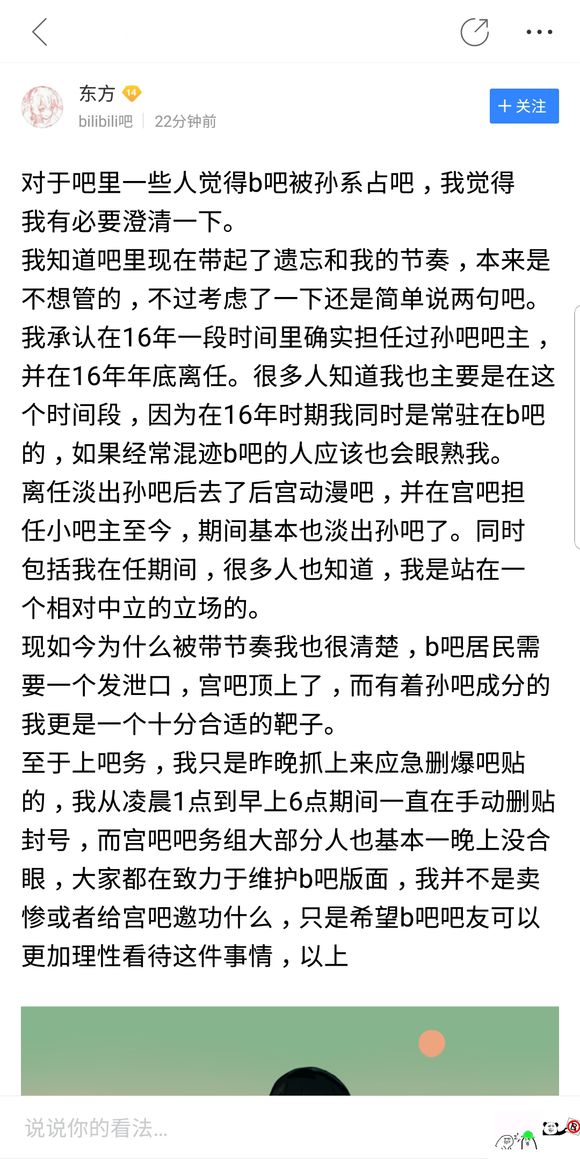 东方 14
bilibili吧 22分钟前
+关注
对于吧里一些人觉得b吧被孙系占吧，我觉得
我有必要澄清一下。
我知道吧里现在带起了遗忘和我的节奏，本来是
不想管的，不过考虑了一下还是简单说两句吧。
我承认在16年一段时间里确实担任过孙吧吧主，
并在16年年底离任。很多人知道我也主要是在这
个时间段，因为在16年时期我同时是常驻在b吧
的，如果经常混迹b吧的人应该也会眼熟我。
离任淡出孙吧后去了后宫动漫吧，并在宫吧担
任小吧主至今，期间基本也淡出孙吧了。同时
包括我在任期间，很多人也知道，我是站在一
个相对中立的立场的。
现如今为什么被带节奏我也很清楚，b吧居民需
要一个发泄口，宫吧顶上了，而有着孙吧成分的
我更是一个十分合适的靶子。
至于上吧务，我只是昨晚抓上来应急删爆吧贴
的，我从凌晨1点到早上6点期间一直在手动删贴
封号，而宫吧吧务组大部分人也基本一晚上没合
眼，大家都在致力于维护b吧版面，我并不是卖
惨或者给宫吧邀功什么，只是希望b吧吧友可以
更加理性看待这件事情，以上
说说你的看法...